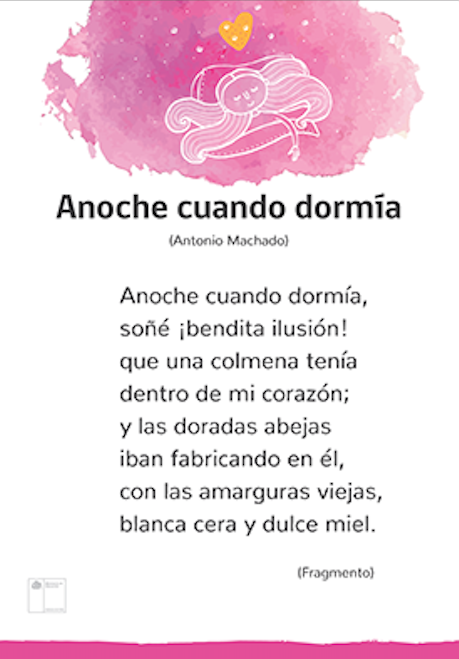 Anoche cuando dormía
(Antonio Machado)
Anoche cuando dormía,
soñé ¡bendita ilusión!
que una colmena tenía
dentro de mi corazón;
y las doradas abejas
iban fabricando en él,
con las amarguras viejas,
blanca cera y dulce miel.
(Fragmento)